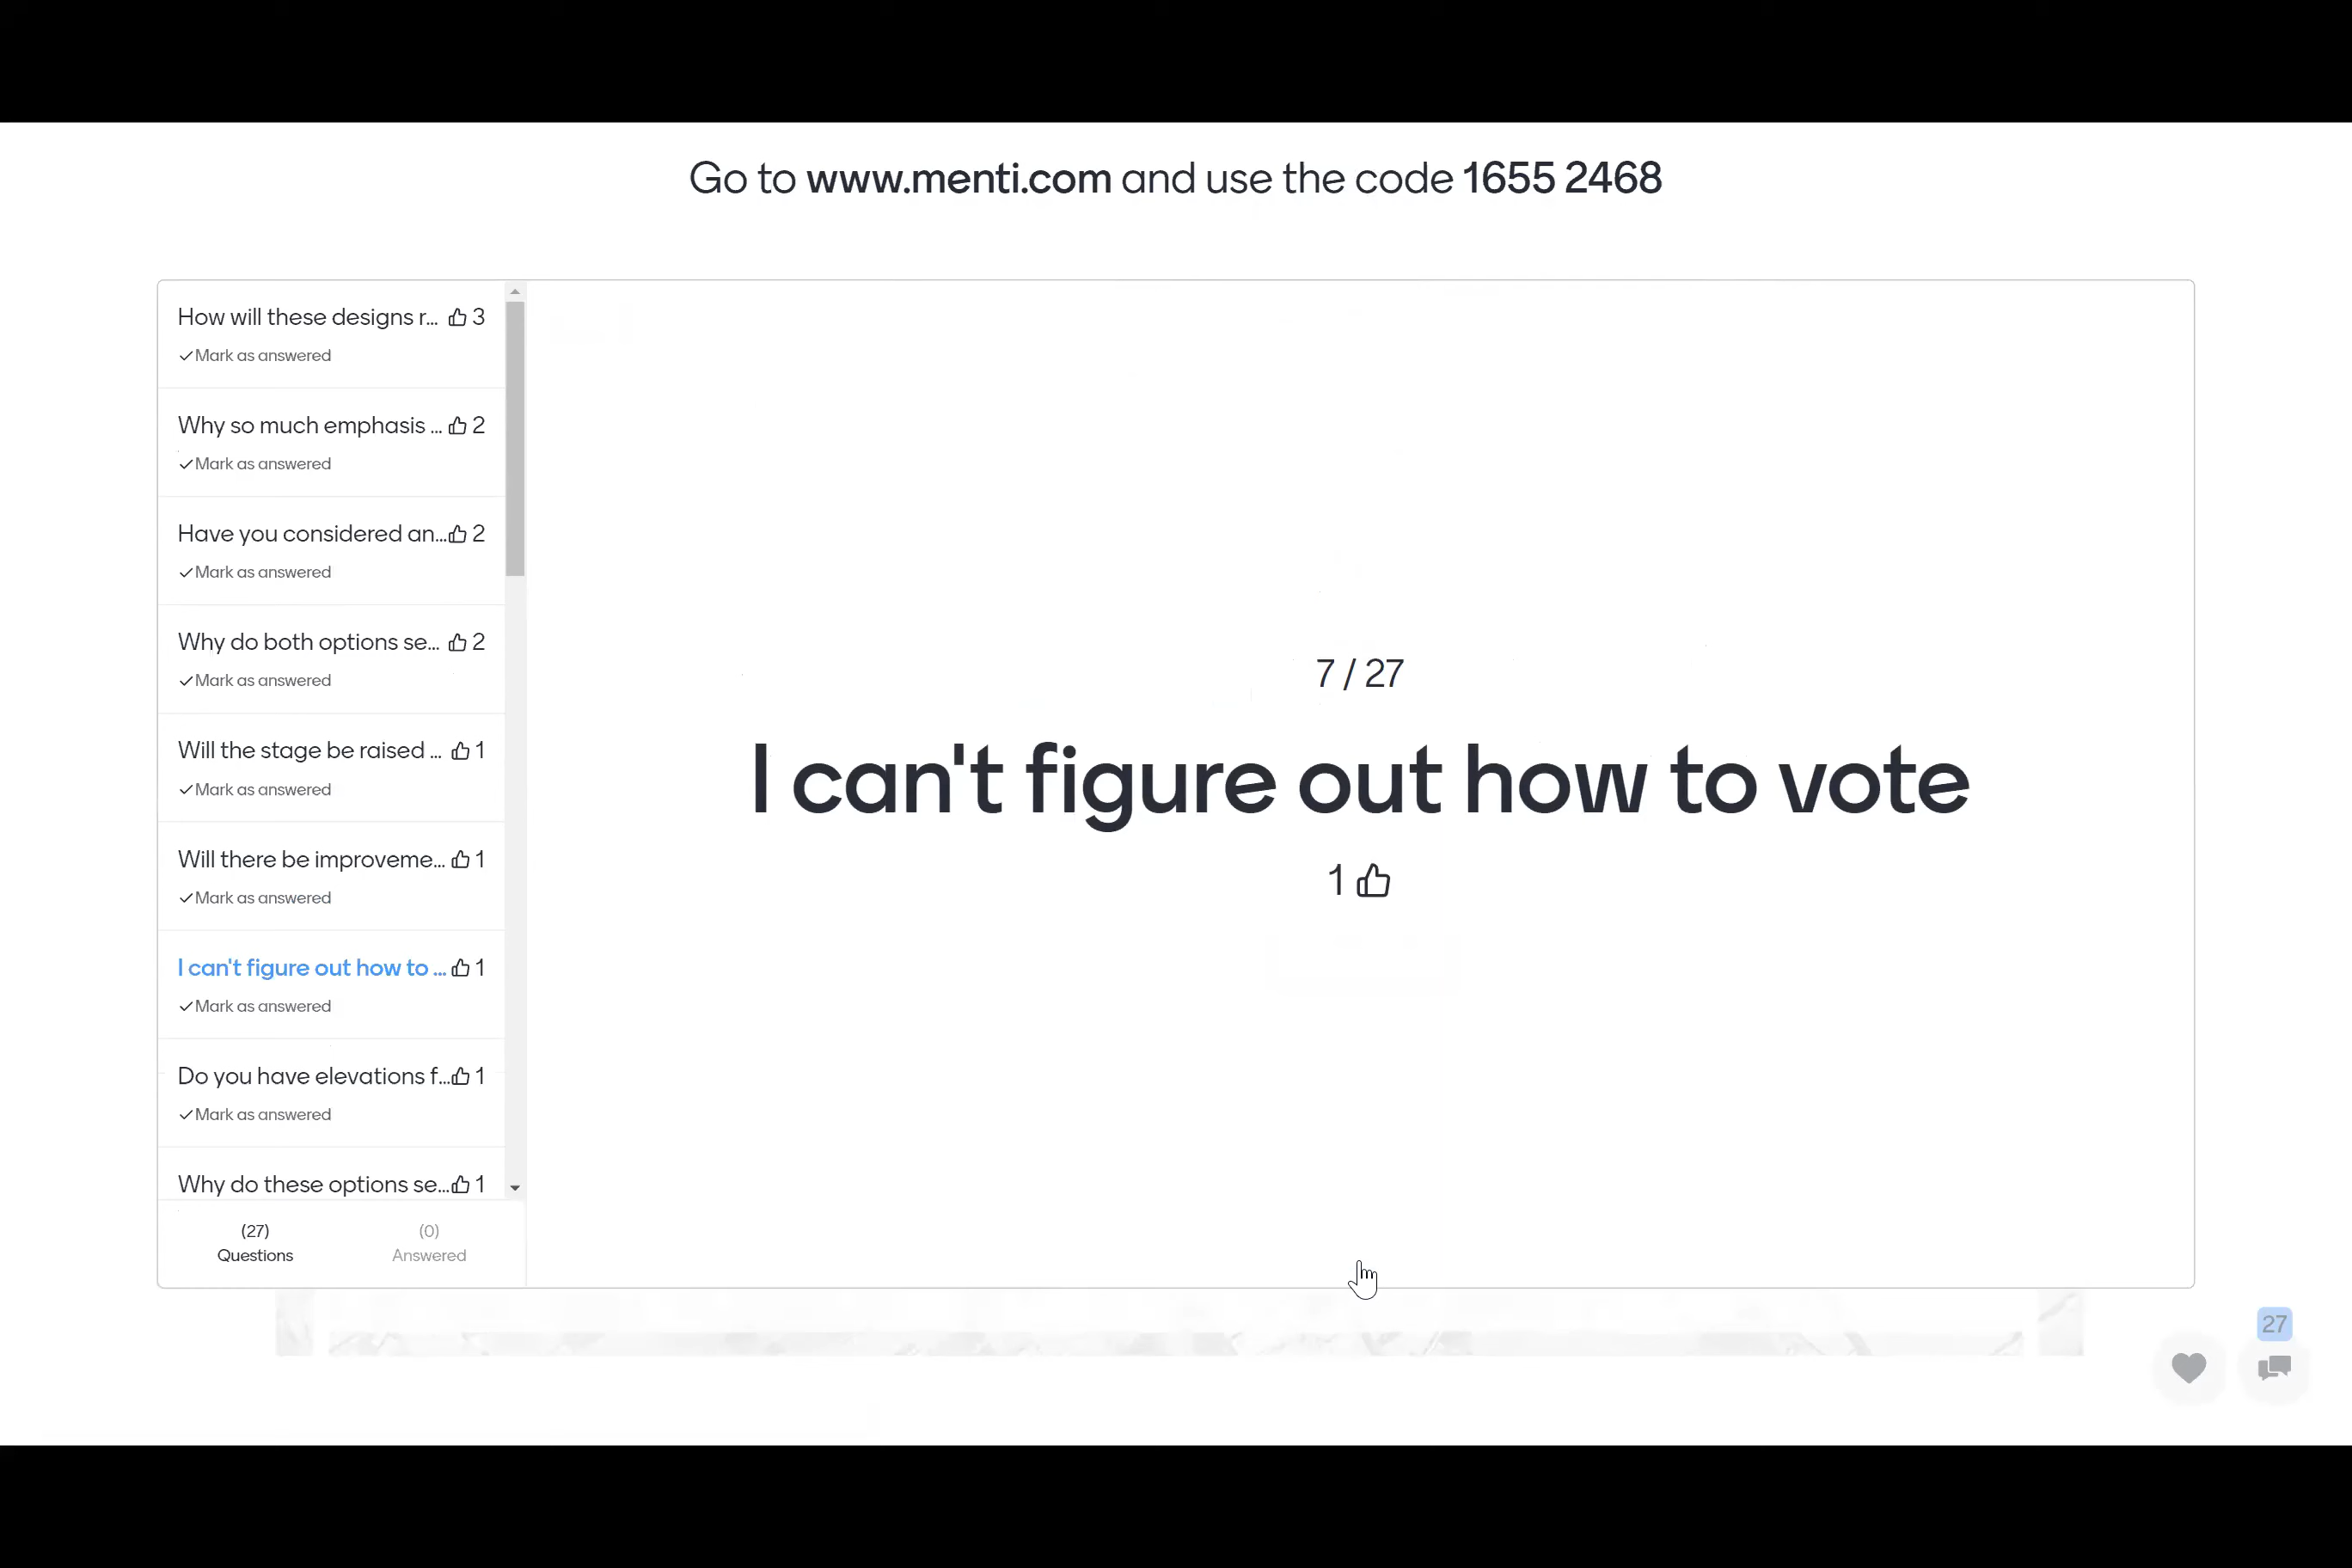 Go to www.menti.com and use the code 1655 2468
How will these designs r... 3
Mark as answered
Why so much emphasis ... 2
Mark as answered
Have you considered an... 2
Mark as answered
Why do both options se... 2
Mark as answered
Will the stage be raised ... 1
Mark as answered
Will there be improveme... 1
Mark as answered
I can't figure out how to ... 1
Mark as answered
Do you have elevations f... 1
Mark as answered
Why do these options se... 1
(27)
Questions
(0)
Answered
7 / 27
I can't figure out how to vote
1
27